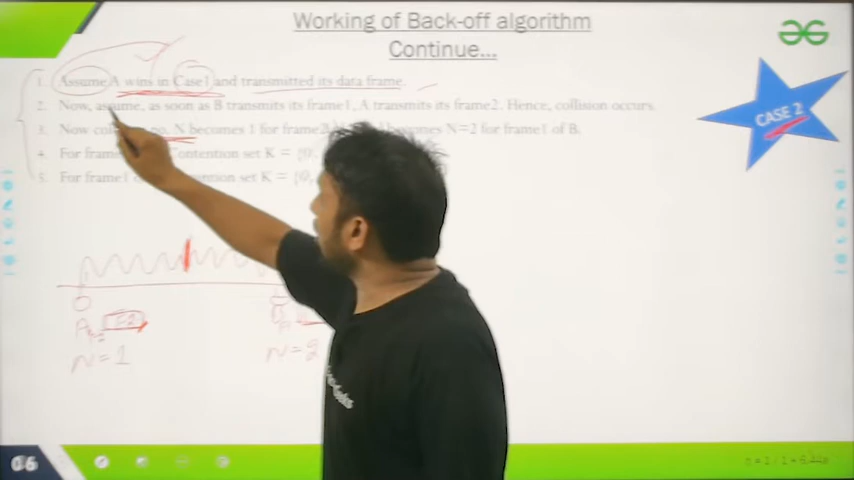 Working of Back-off algorithm
Continue...
1. Assume A wins in Case1 and transmitted its data frame.
2. Now, assume, as soon as B transmits its frame1, A transmits its frame2. Hence, collision occurs.
3. Now no. N becomes 1 for frame2 becomes N=2 for frame1 of B.
4. For frame Contention set K = {0,
5. For frame1 set K = {0,
CASE 2
A
N=1
N=2
06